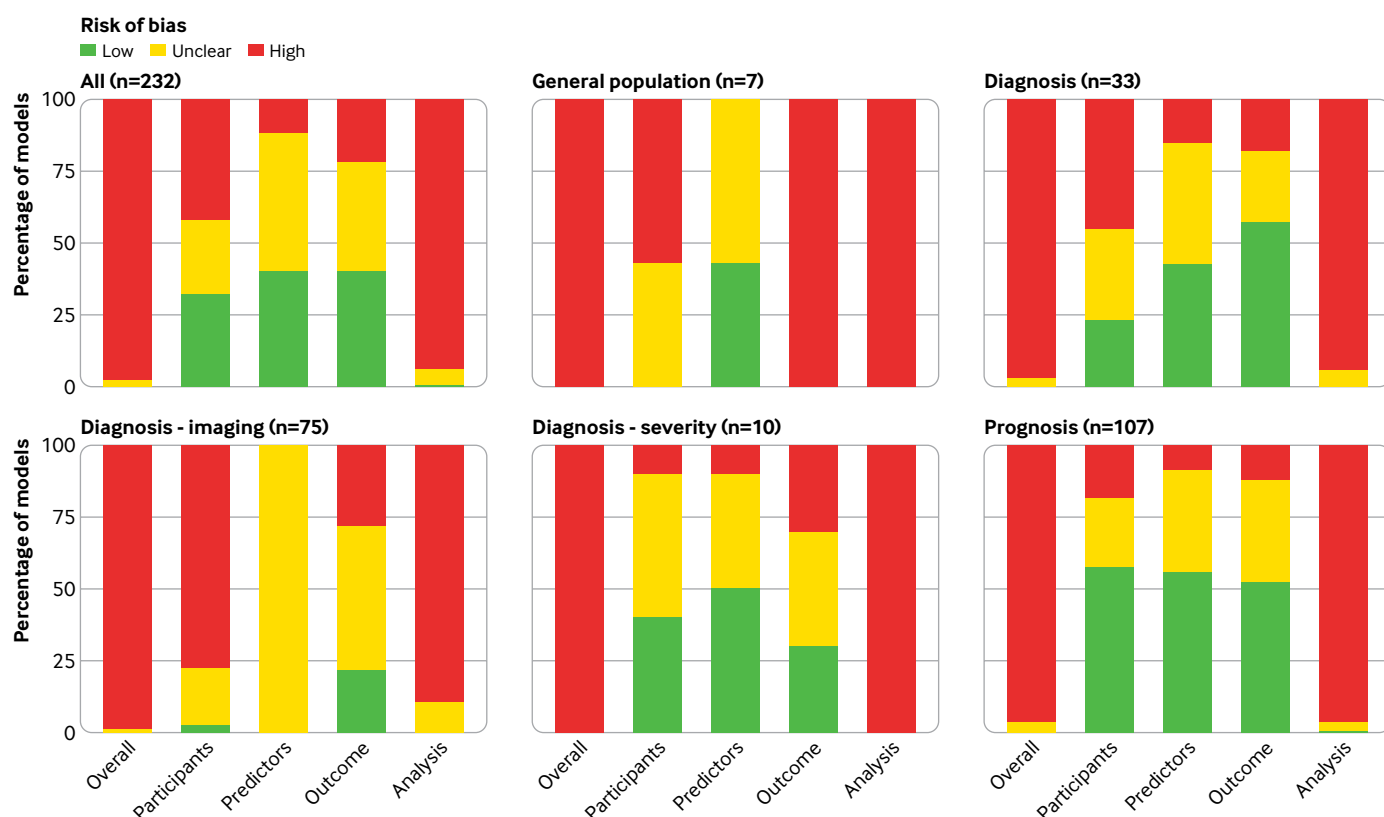 Risk of bias
Low Unclear High
All (n=232)
General population (n=7)
Diagnosis (n=33)
Percentage of models
100
75
50
25
0
Diagnosis - imaging (n=75)
Diagnosis - severity (n=10)
Prognosis (n=107)
Percentage of models
100
75
50
25
0
Overall Participants Predictors Outcome Analysis
Overall Participants Predictors Outcome Analysis
Overall Participants Predictors Outcome Analysis